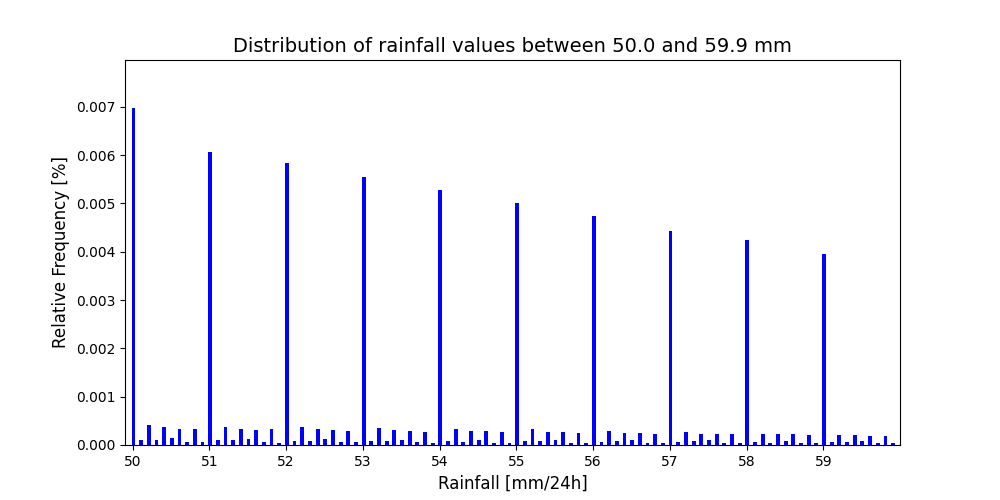 Distribution of rainfall values between 50.0 and 59.9 mm
Relative Frequency [%]
0.007
0.006
0.005
0.004
0.003
0.002
0.001
0.000
50 51 52 53 54 55 56 57 58 59
Rainfall [mm/24h]